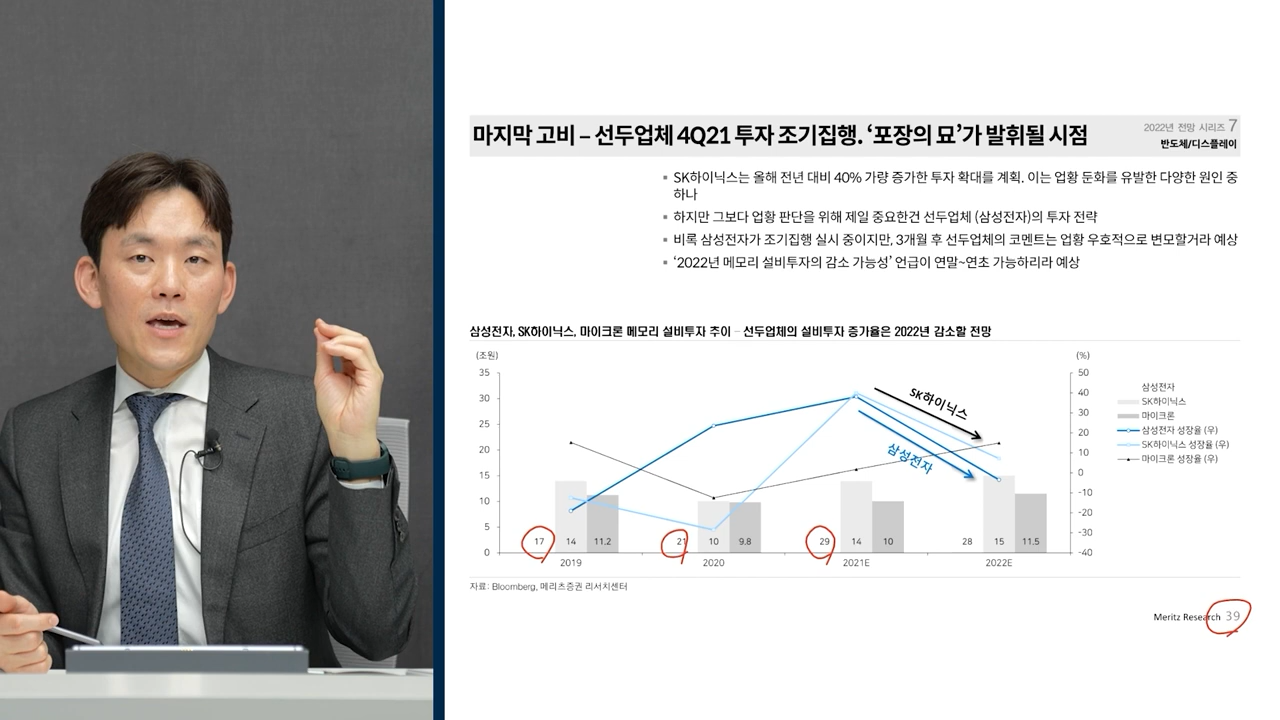 마지막 고비 – 선두업체 4Q21 투자 조기집행. ‘포장의 묘’가 발휘될 시점
2022년 전망 시리즈 7
반도체/디스플레이
▪ SK하이닉스는 올해 전년 대비 40% 가량 증가한 투자 확대를 계획. 이는 업황 둔화를 유발한 다양한 원인 중
하나
▪ 하지만 그보다 업황 판단을 위해 제일 중요한건 선두업체 (삼성전자)의 투자 전략
▪ 비록 삼성전자가 조기집행 실시 중이지만, 3개월 후 선두업체의 코멘트는 업황 우호적으로 변모할거라 예상
▪ ‘2022년 메모리 설비투자의 감소 가능성’ 언급이 연말~연초 가능하리라 예상
삼성전자, SK하이닉스, 마이크론 메모리 설비투자 추이 – 선두업체의 설비투자 증가율은 2022년 감소할 전망
(조원)
(%)
35
30
25
20
15
10
5
0
50
40
30
20
10
0
-10
-20
-30
-40
SK하이닉스
삼성전자
17 14 11.2
21 10 9.8
29 14 10
28 15 11.5
2019 2020 2021E 2022E
삼성전자
SK하이닉스
마이크론
삼성전자 성장율 (우)
SK하이닉스 성장율 (우)
마이크론 성장율 (우)
자료: Bloomberg, 메리츠증권 리서치센터
Meritz Research 39